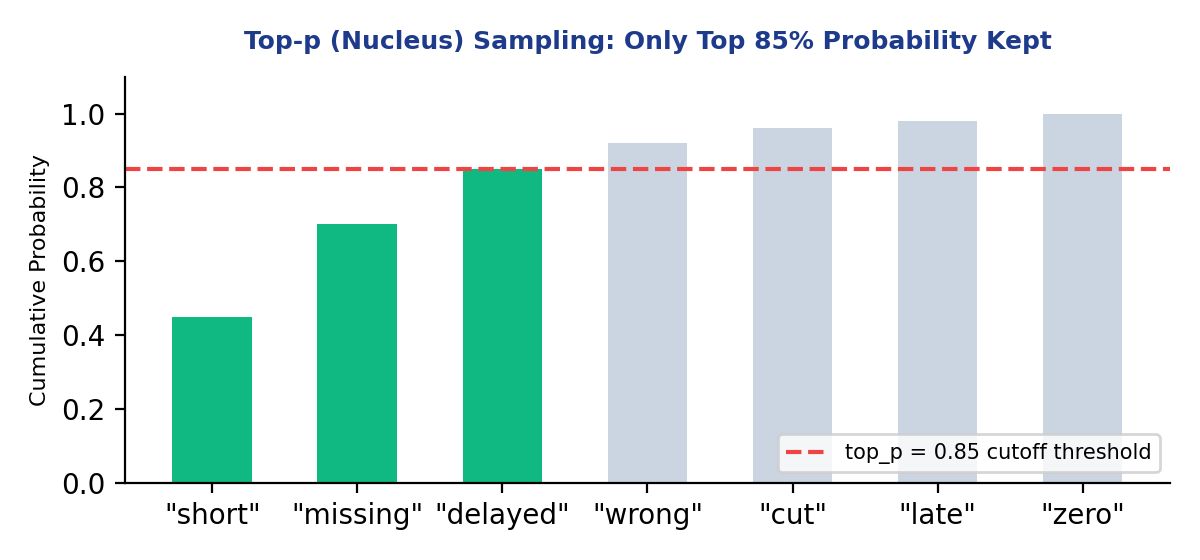 Top-p (Nucleus) Sampling: Only Top 85% Probability Kept
Cumulative Probability
1.0
0.8
0.6
0.4
0.2
0.0
top_p = 0.85 cutoff threshold
"short" "missing" "delayed" "wrong" "cut" "late" "zero"